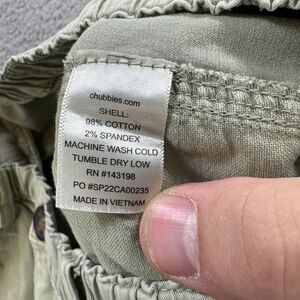 chubbies.com
SHELL:
98% COTTON
2% SPANDEX
MACHINE WASH COLD
TUMBLE DRY LOW
RN #143198
PO #SP22CA00235
MADE IN VIETNAM